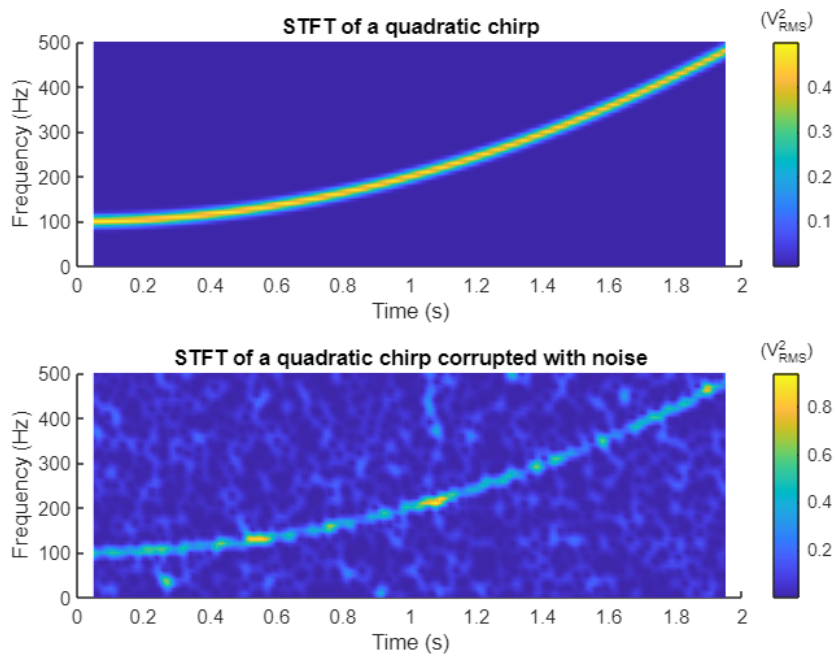 STFT of a quadratic chirp
(V²RMS)
500
400
300
200
100
0
Frequency (Hz)
0 0.2 0.4 0.6 0.8 1 1.2 1.4 1.6 1.8 2
Time (s)
0.4
0.3
0.2
0.1
STFT of a quadratic chirp corrupted with noise
(V²RMS)
500
400
300
200
100
0
Frequency (Hz)
0 0.2 0.4 0.6 0.8 1 1.2 1.4 1.6 1.8 2
Time (s)
0.8
0.6
0.4
0.2